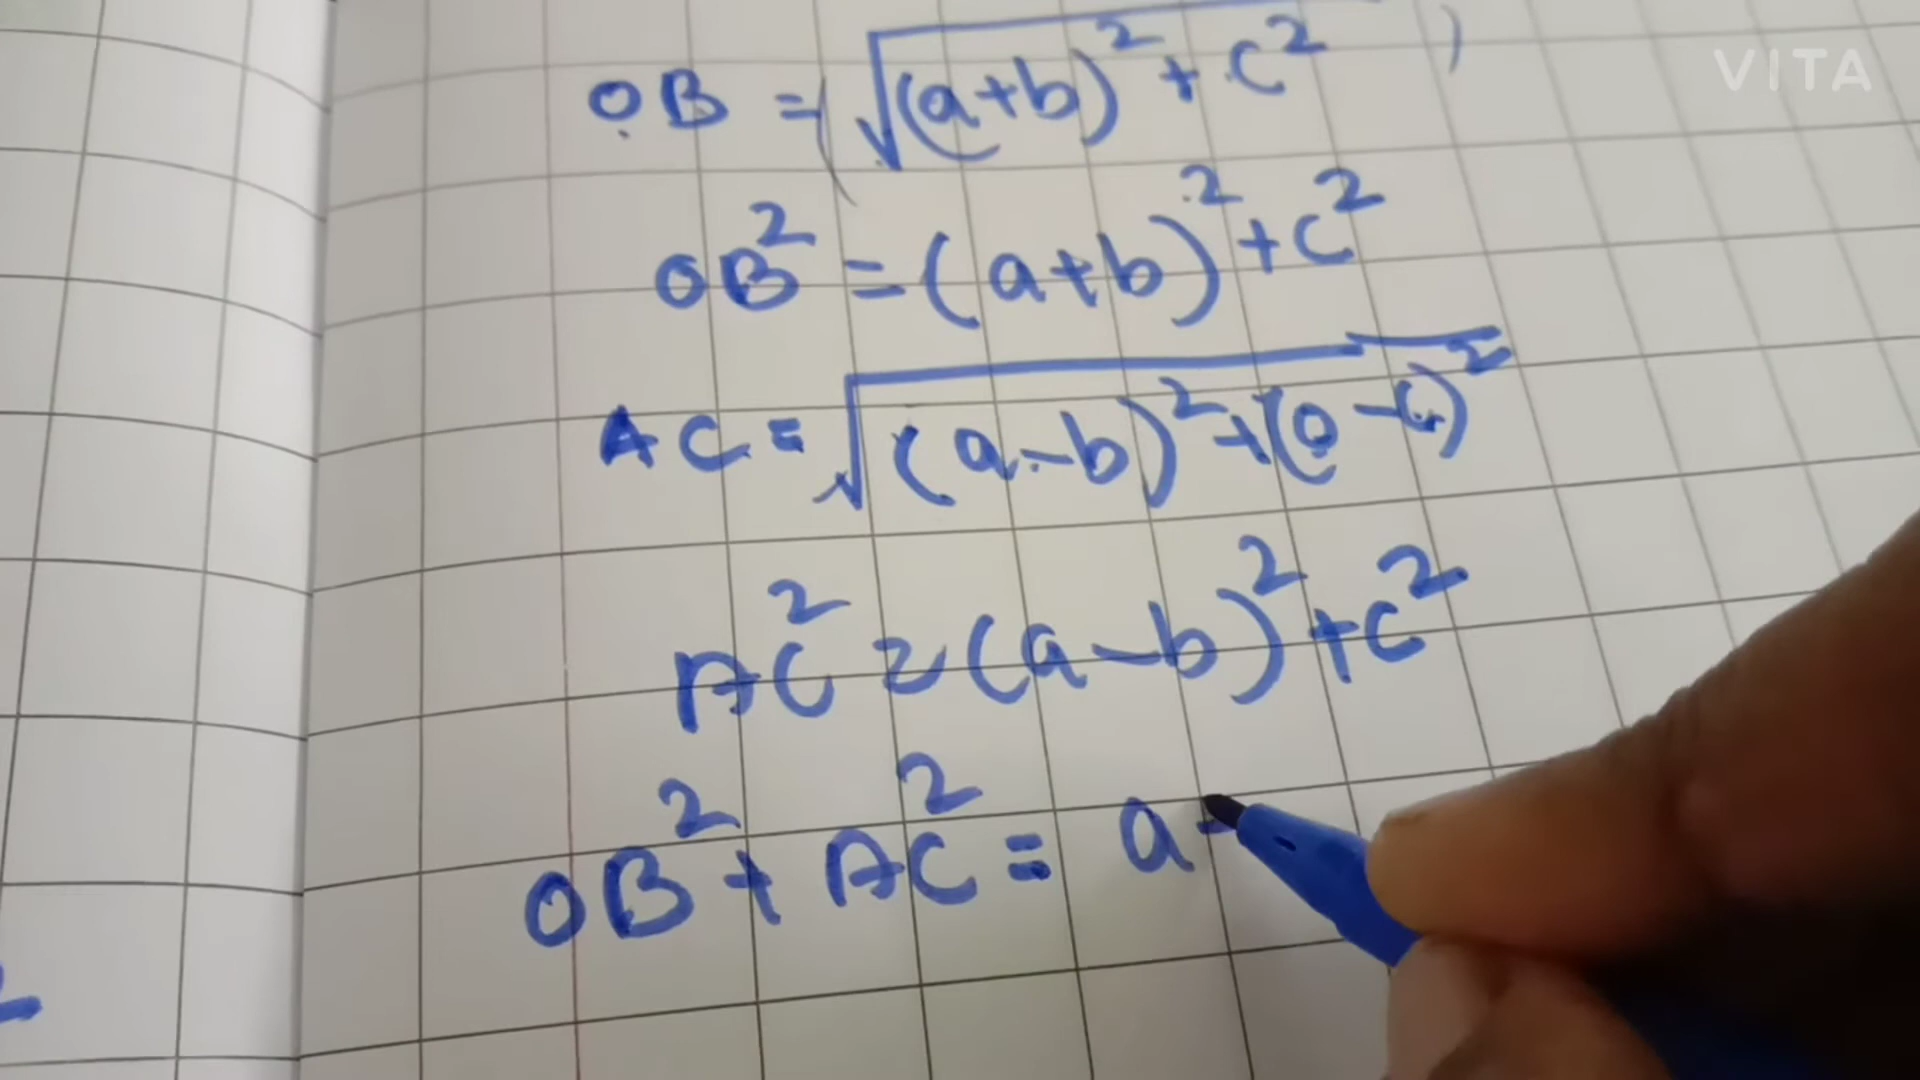 VITA
OB = (√((a+b)² + c²))
OB² = (a+b)² + c²
AC = √((a-b)² + (0-c)²)
AC² = (a-b)² + c²
OB² + AC² = a